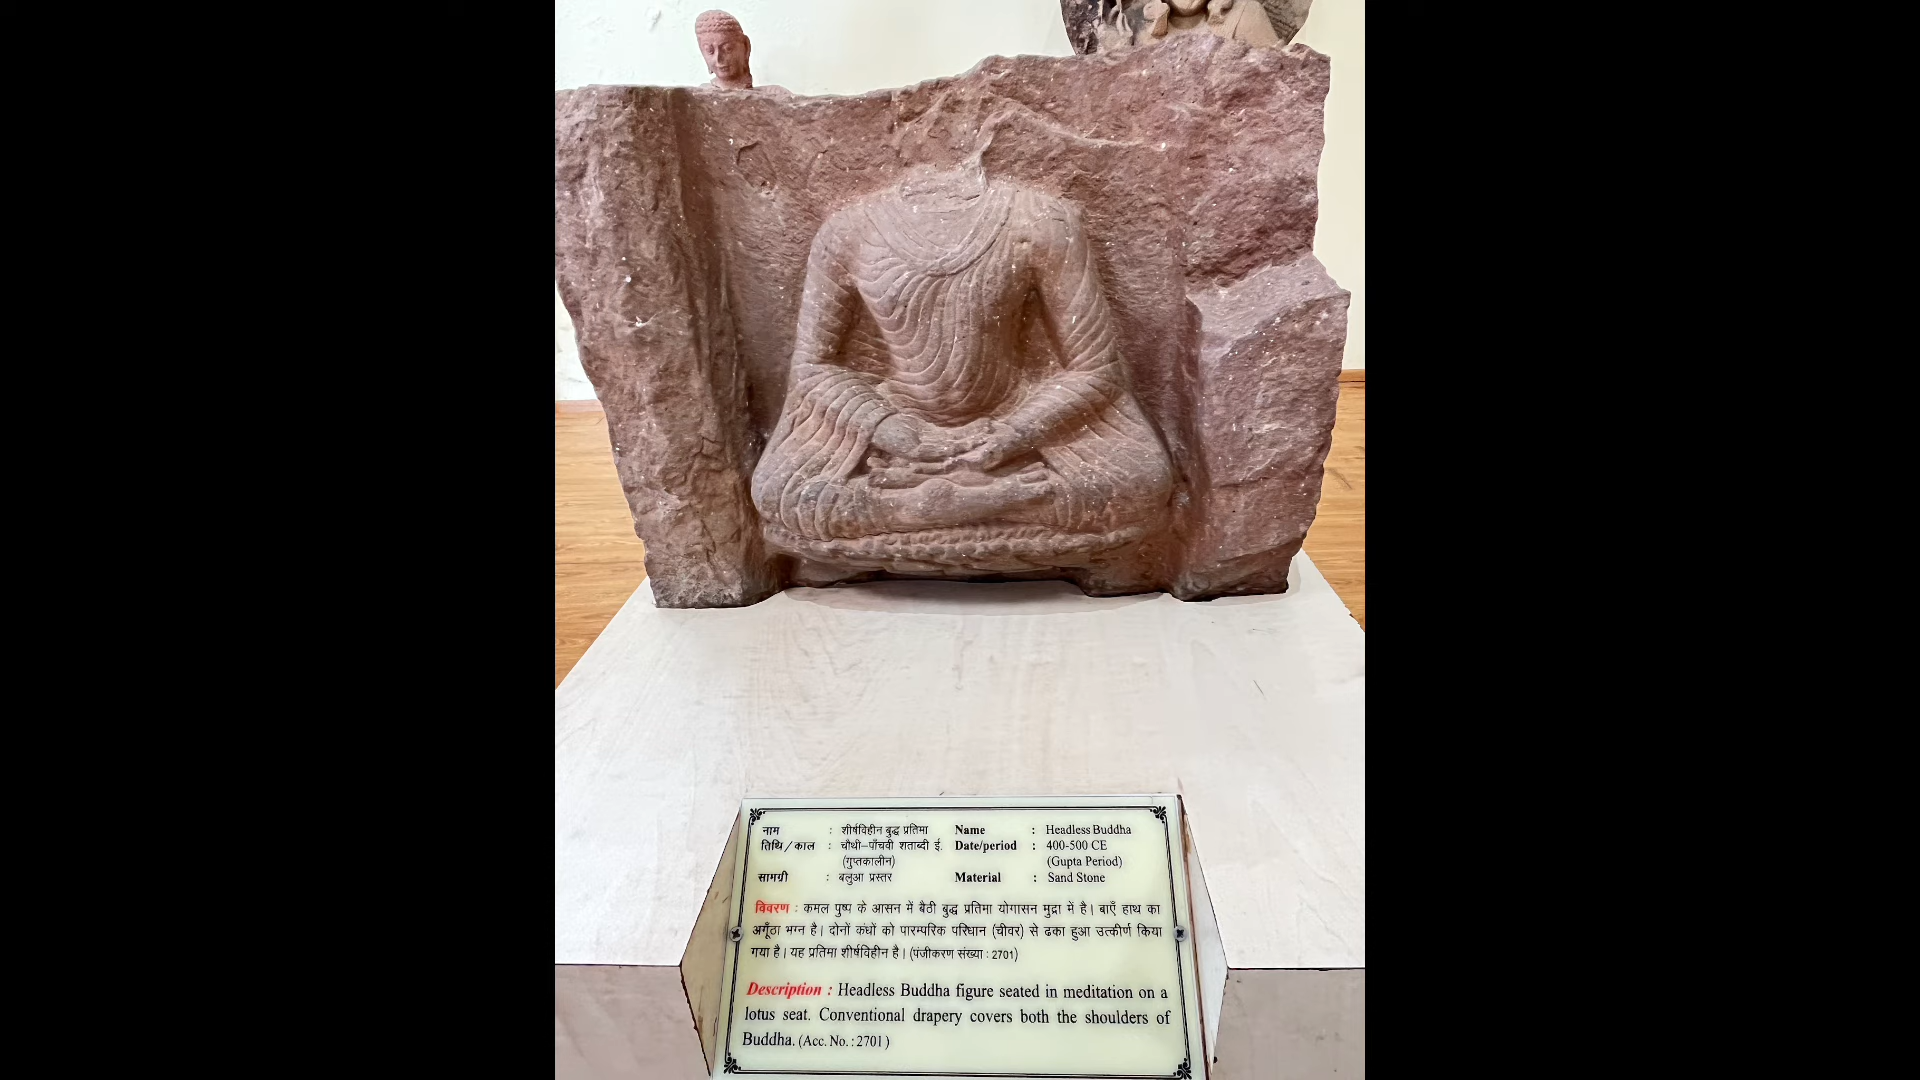 नाम : शीर्षविहीन बुद्ध प्रतिमा Name : Headless Buddha
तिथि/काल : चौथी–पाँचवी शताब्दी ई. Date/period : 400-500 CE
(गुप्तकालीन) (Gupta Period)
सामग्री : बलुआ प्रस्तर Material : Sand Stone
विवरण : कमल पुष्प के आसन में बैठी बुद्ध प्रतिमा योगासन मुद्रा में है। बाएँ हाथ का
अगूँठा भग्न है। दोनों कंघों को पारम्परिक परिधान (चीवर) से ढका हुआ उत्कीर्ण किया
गया है। यह प्रतिमा शीर्षविहीन है। (पंजीकरण संख्या : 2701)
Description : Headless Buddha figure seated in meditation on a
lotus seat. Conventional drapery covers both the shoulders of
Buddha. (Acc. No. : 2701)